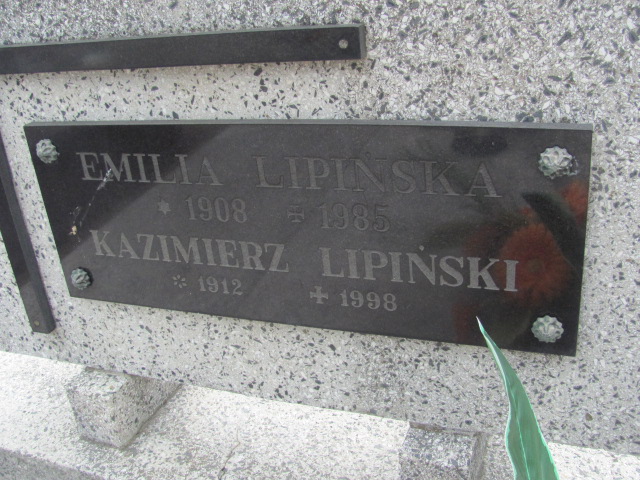 EMILIA LIPIŃSKA
* 1908 + 1985
KAZIMIERZ LIPIŃSKI
* 1912 + 1998